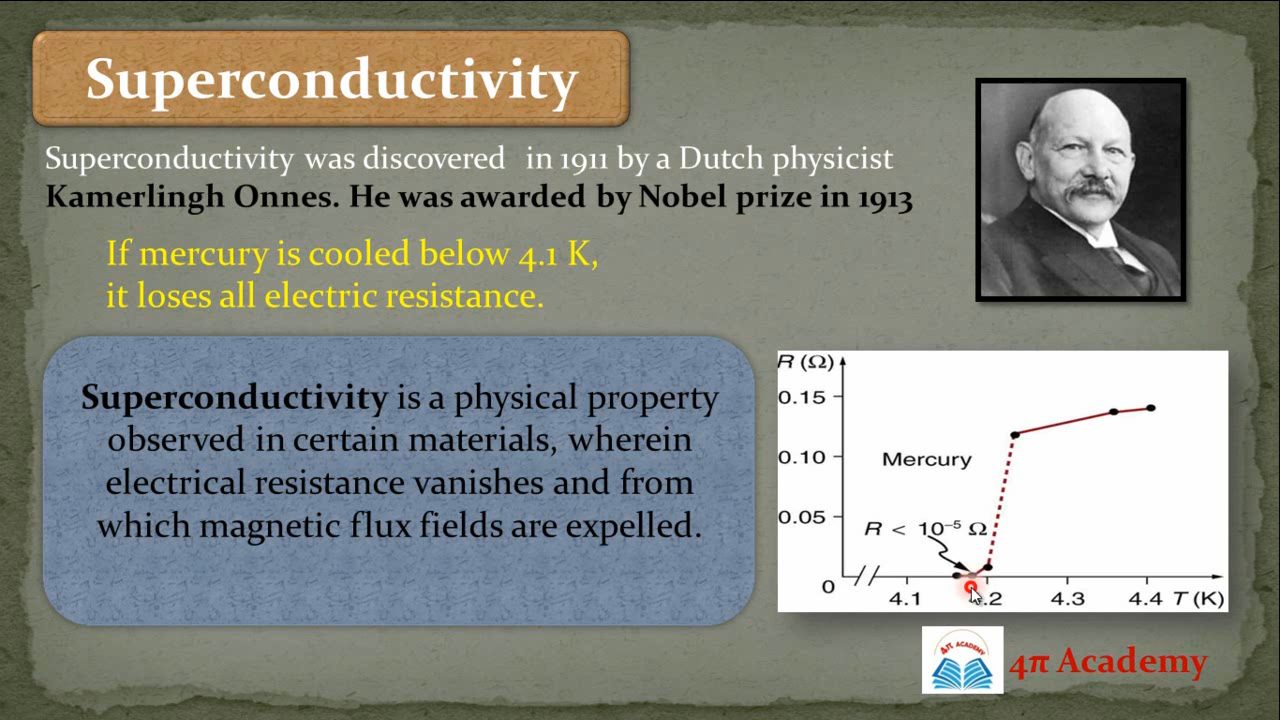 Superconductivity
Superconductivity was discovered in 1911 by a Dutch physicist
Kamerlingh Onnes. He was awarded by Nobel prize in 1913
If mercury is cooled below 4.1 K,
it loses all electric resistance.
Superconductivity is a physical property
observed in certain materials, wherein
electrical resistance vanishes and from
which magnetic flux fields are expelled.
R (Ω)
0.15
0.10
Mercury
0.05
R < 10⁻⁵ Ω
0
4.1 4.2 4.3 4.4 T (K)
4π ACADEMY
4π Academy